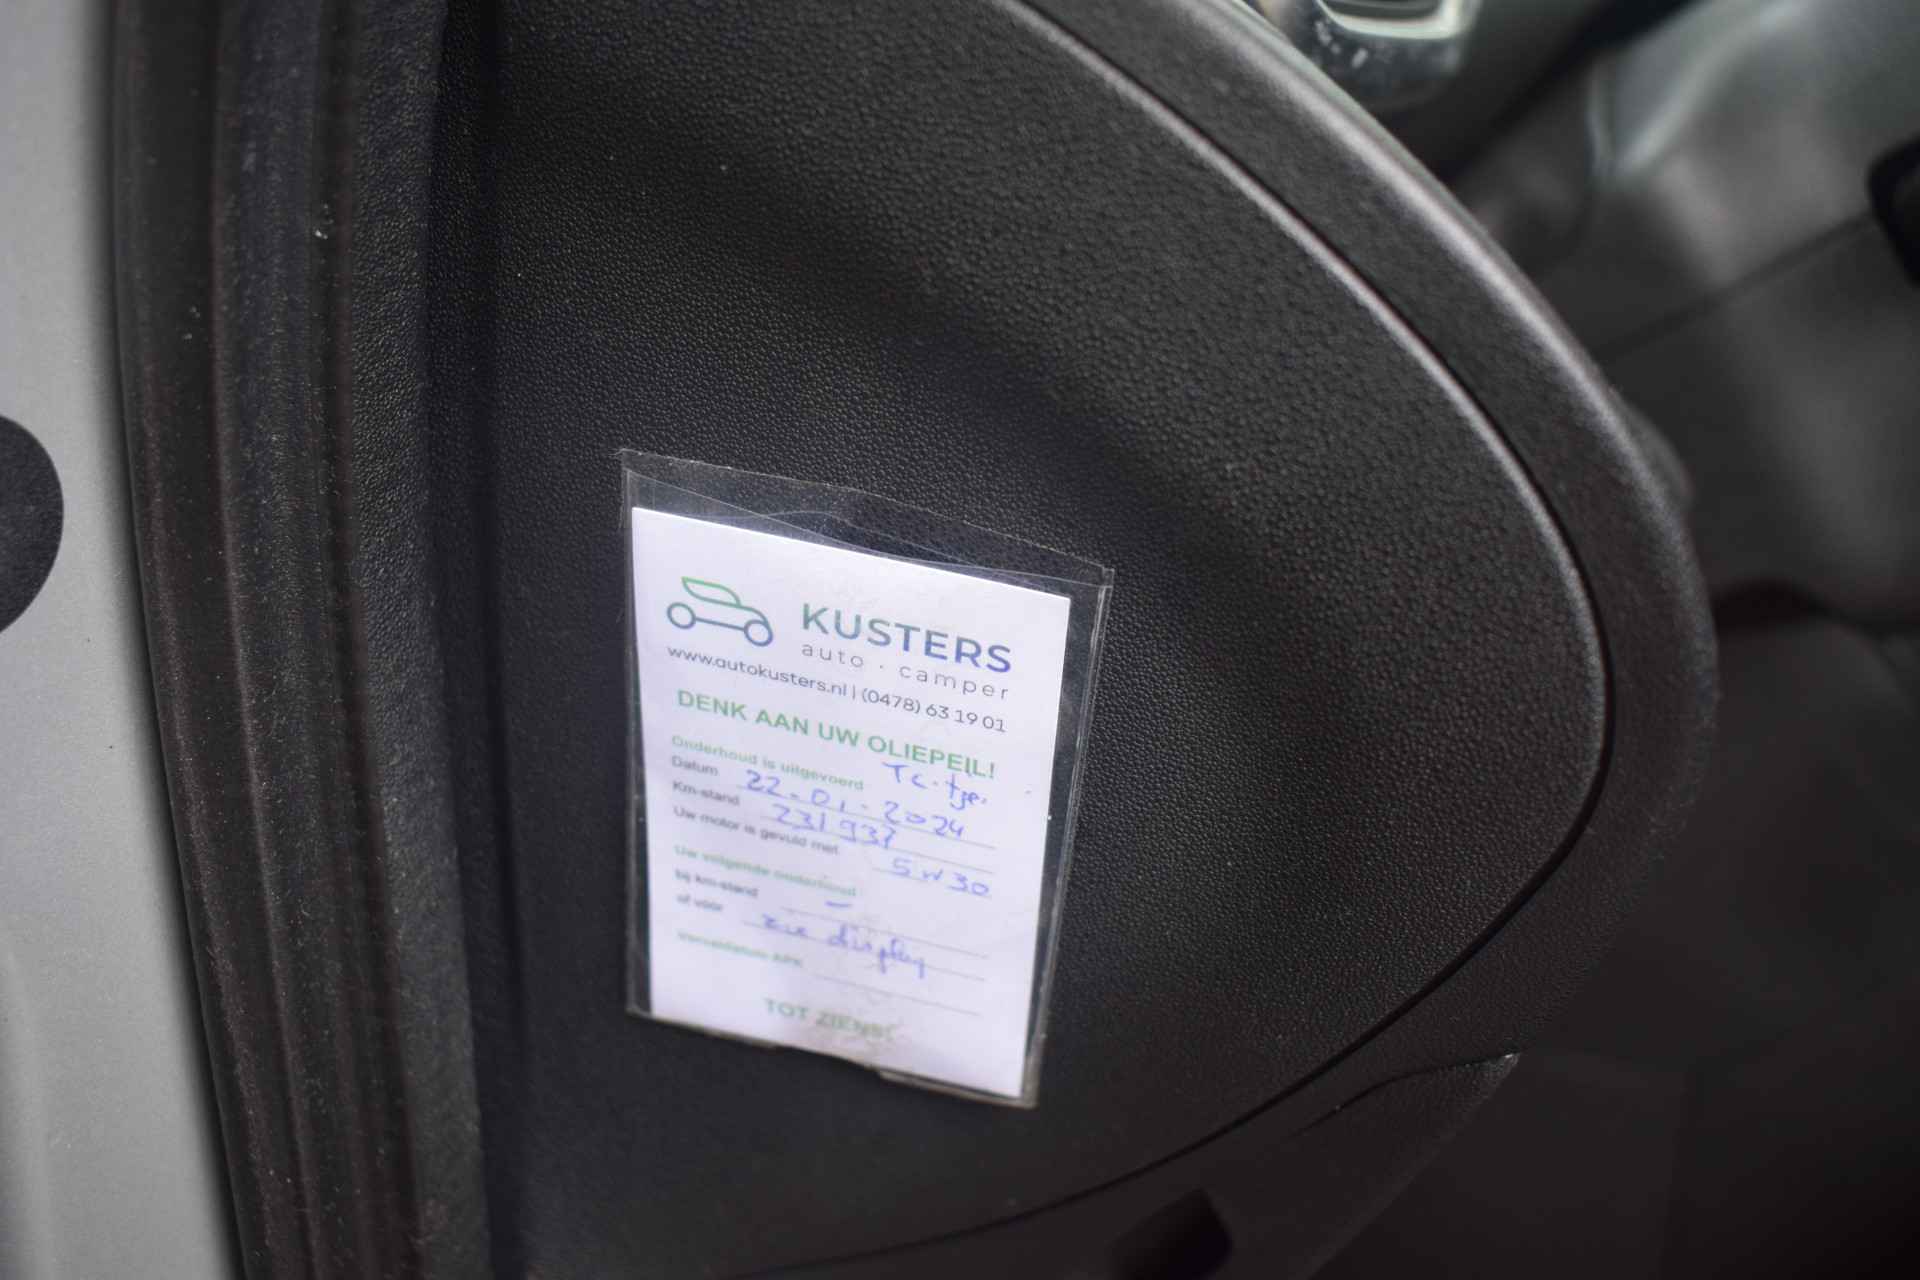 KUSTERS
auto · camper
www.autokusters.nl | (0478) 63 19 01
DENK AAN UW OLIEPEIL!
Onderhoud is uitgevoerd
Datum 22-01-2024
Km-stand 231937
Uw motor is gevuld met 5W30
Uw volgende onderhoud
bij km-stand –
of vóór zie display
TOT ZIENS!